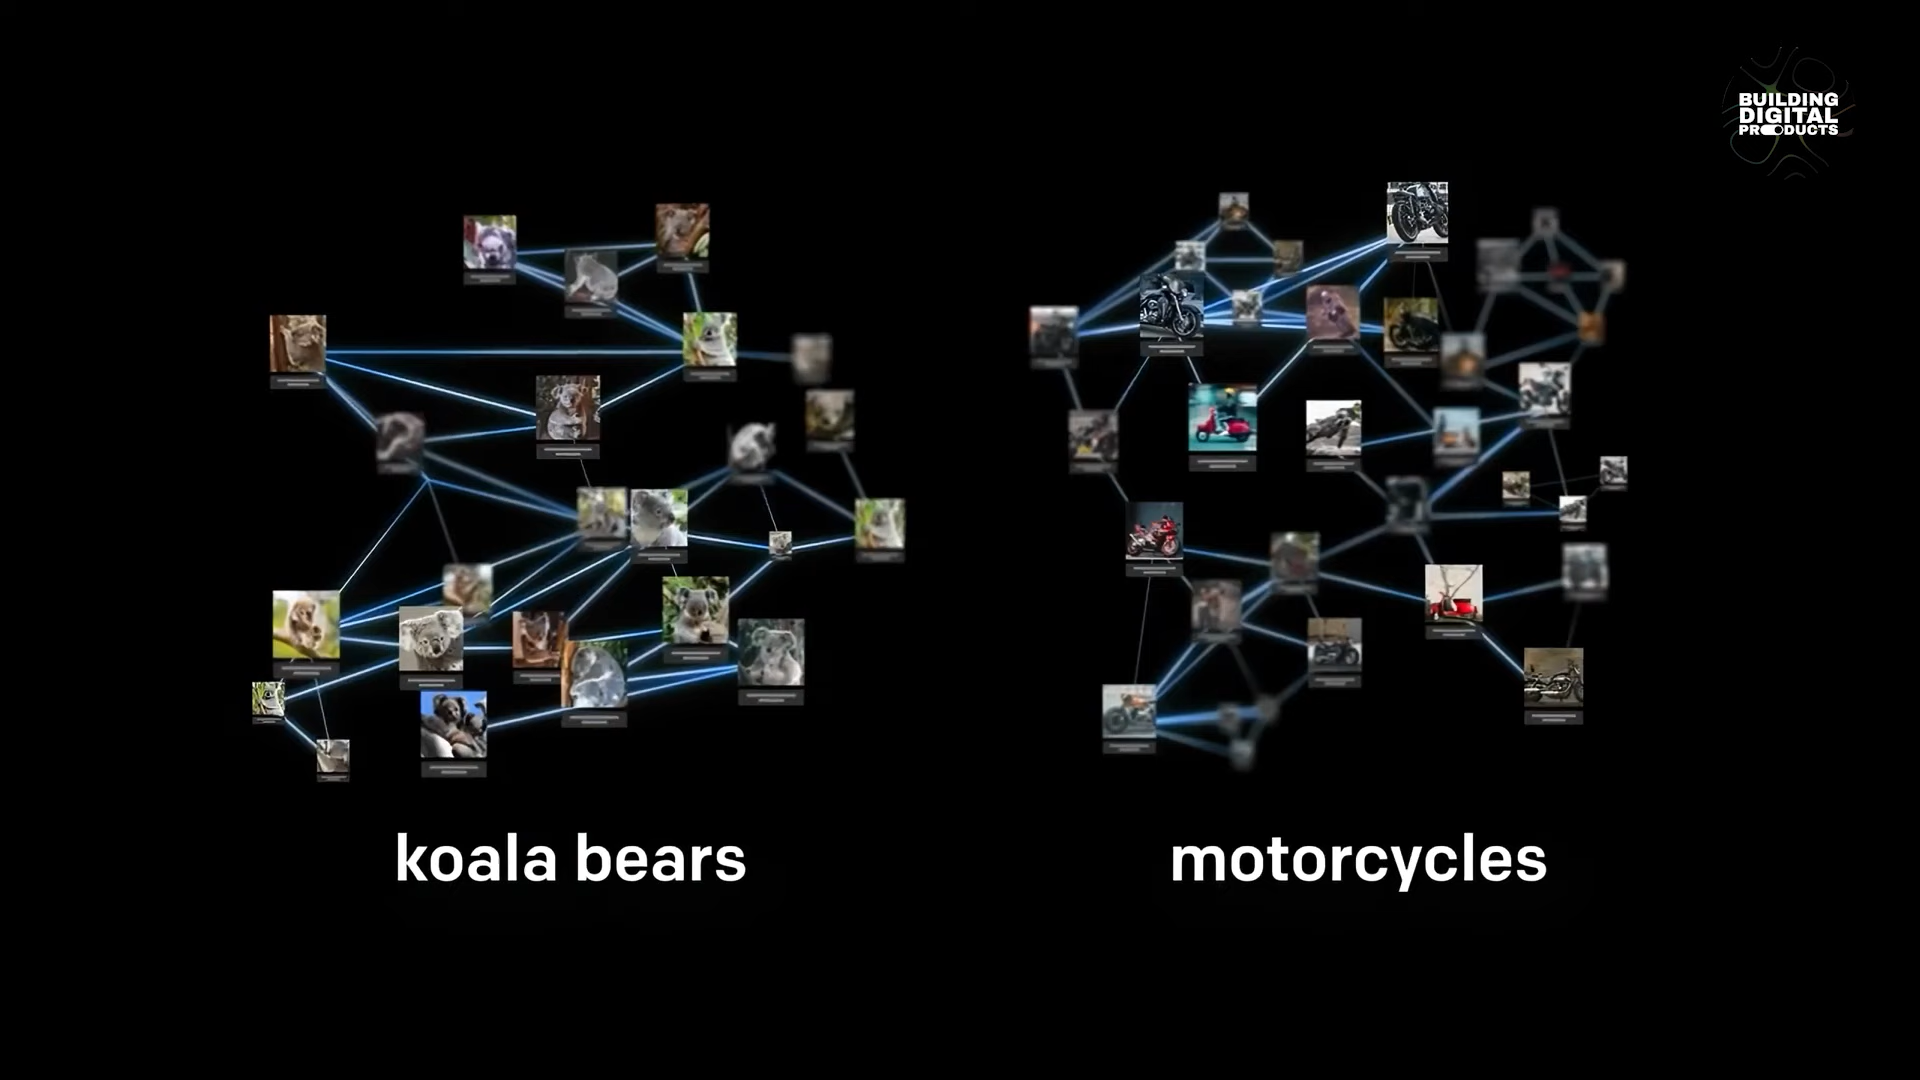 BUILDING
DIGITAL
PRODUCTS
koala bears
motorcycles